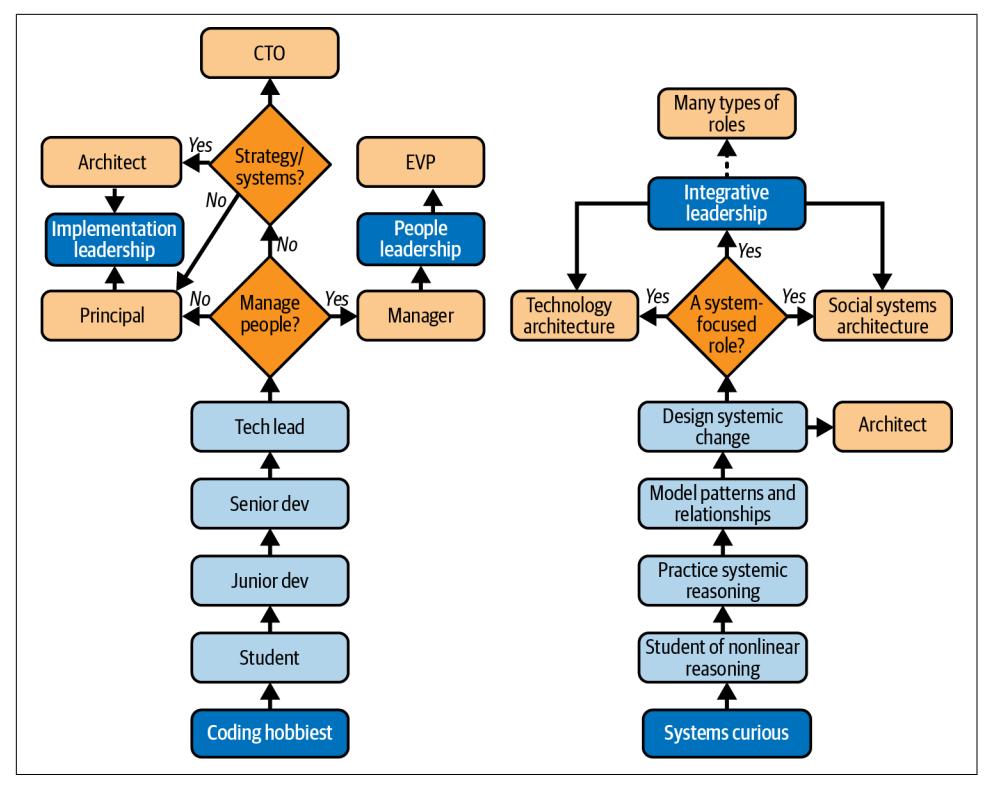 CTO
Yes
Architect
Strategy/
systems?
No
EVP
Implementation
leadership
No
People
leadership
Principal
No
Manage
people?
Yes
Manager
Tech lead
Senior dev
Junior dev
Student
Coding hobbiest
Many types of
roles
Integrative
leadership
Yes
Technology
architecture
Yes
A system-
focused
role?
Yes
Social systems
architecture
Design systemic
change
Architect
Model patterns and
relationships
Practice systemic
reasoning
Student of nonlinear
reasoning
Systems curious